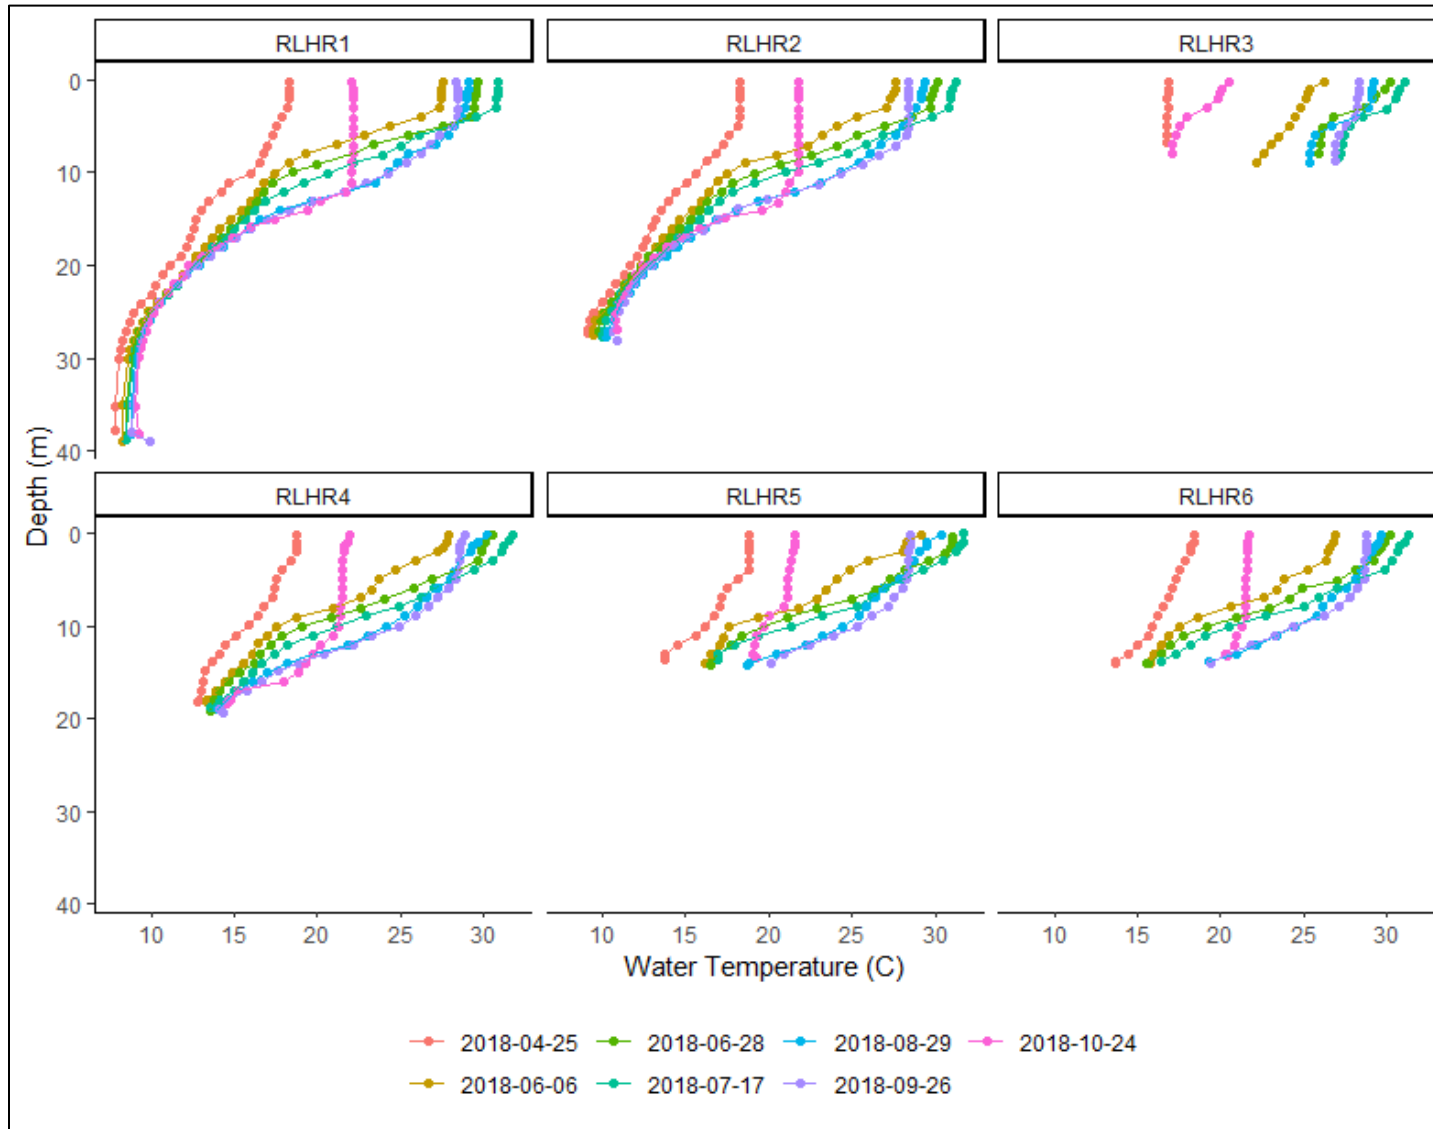 RLHR1 RLHR2 RLHR3
0
10
20
30
40
RLHR4 RLHR5 RLHR6
0
10
20
30
40
Depth (m)
10 15 20 25 30 10 15 20 25 30 10 15 20 25 30
Water Temperature (C)
2018-04-25 2018-06-28 2018-08-29 2018-10-24
2018-06-06 2018-07-17 2018-09-26